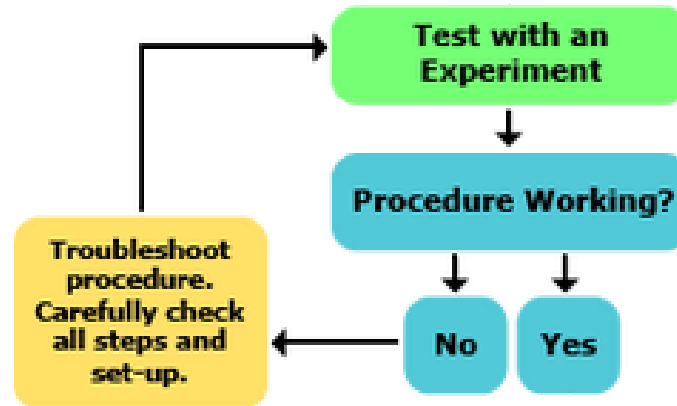 Test with an
Experiment
Procedure Working?
Troubleshoot
procedure.
Carefully check
all steps and
set-up.
No
Yes